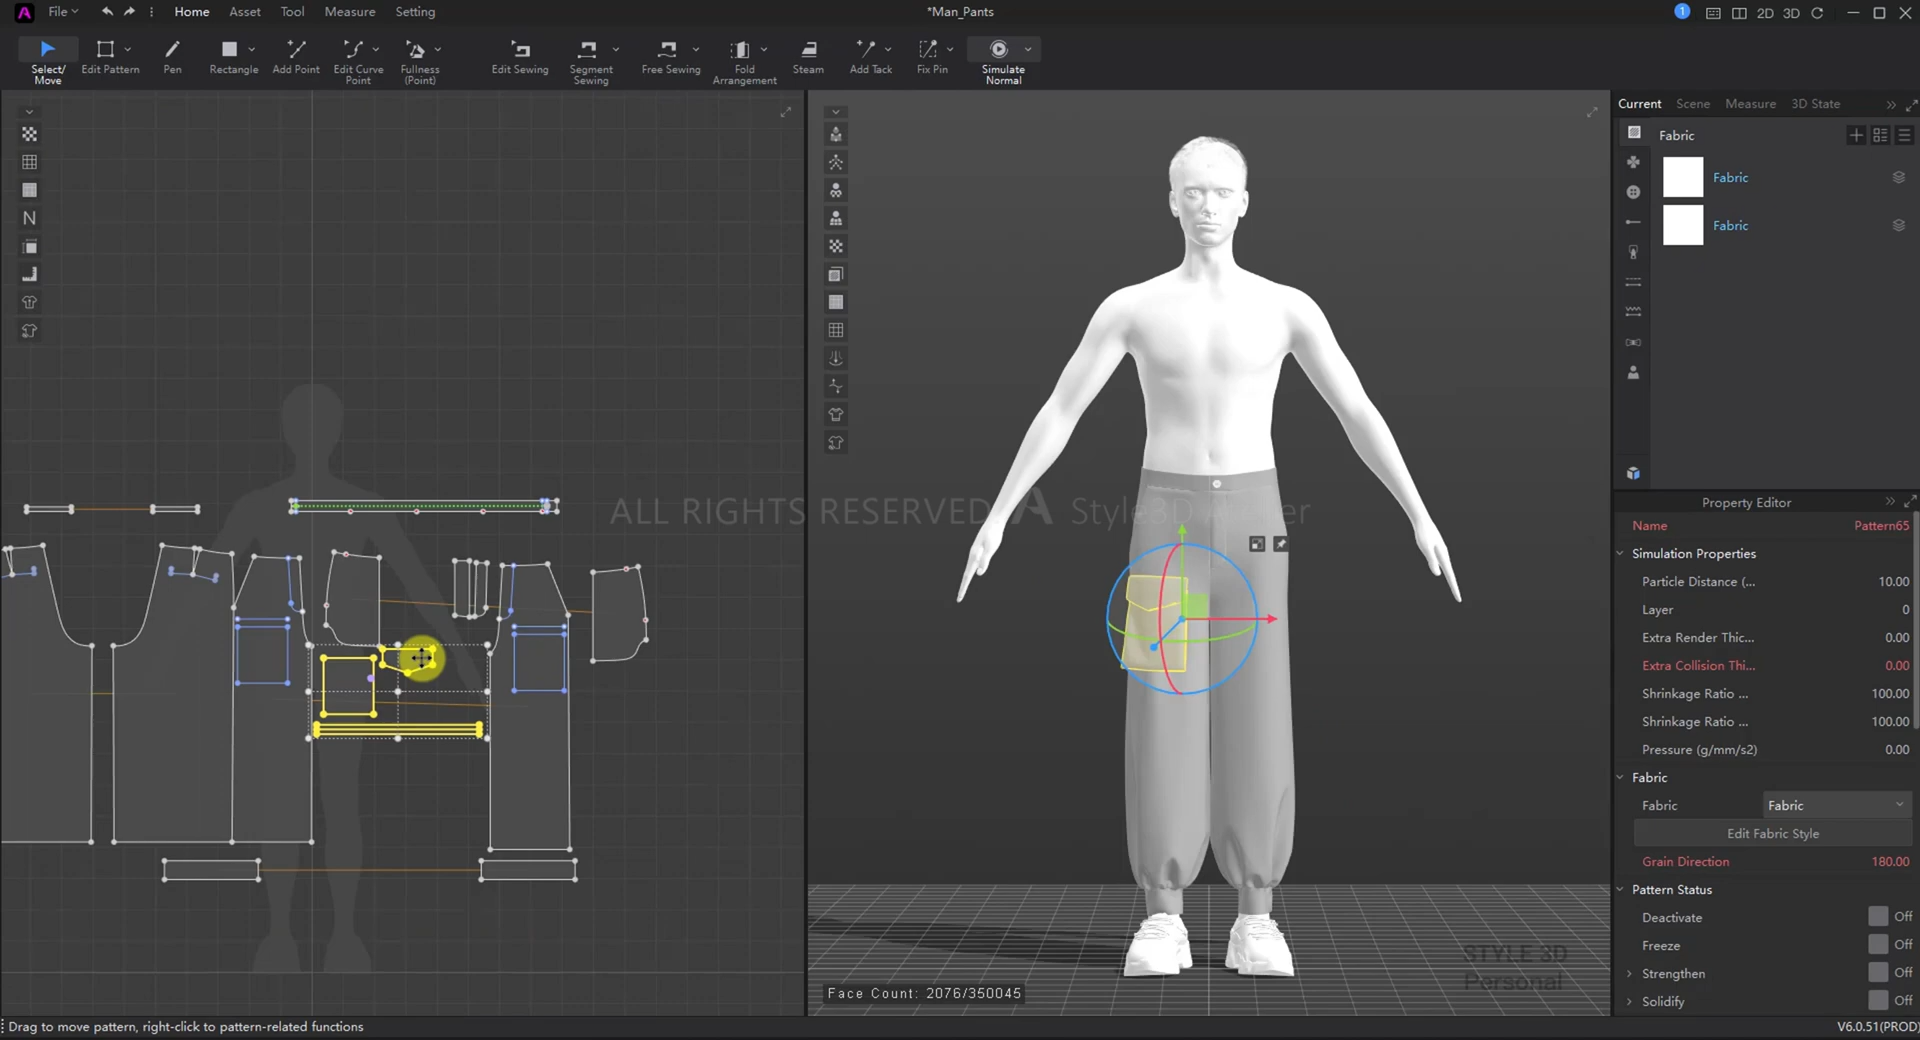 File
Home
Asset
Tool
Measure
Setting
*Man_Pants
1
2D
3D
Select/
Move
Edit Pattern
Pen
Rectangle
Add Point
Edit Curve
Point
Fullness
(Point)
Edit Sewing
Segment
Sewing
Free Sewing
Fold
Arrangement
Steam
Add Tack
Fix Pin
Simulate
Normal
Current
Scene
Measure
3D State
Fabric
Fabric
Fabric
ALL RIGHTS RESERVED
Property Editor
Name Pattern65
Simulation Properties
Particle Distance (... 10.00
Layer 0
Extra Render Thic... 0.00
Extra Collision Thi... 0.00
Shrinkage Ratio ... 100.00
Shrinkage Ratio ... 100.00
Pressure (g/mm/s2) 0.00
Fabric
Fabric Fabric
Edit Fabric Style
Grain Direction 180.00
Pattern Status
Deactivate Off
Freeze Off
Strengthen Off
Solidify Off
STYLE 3D
Personal
Face Count: 2076/350045
Drag to move pattern, right-click to pattern-related functions
V6.0.51(PROD)